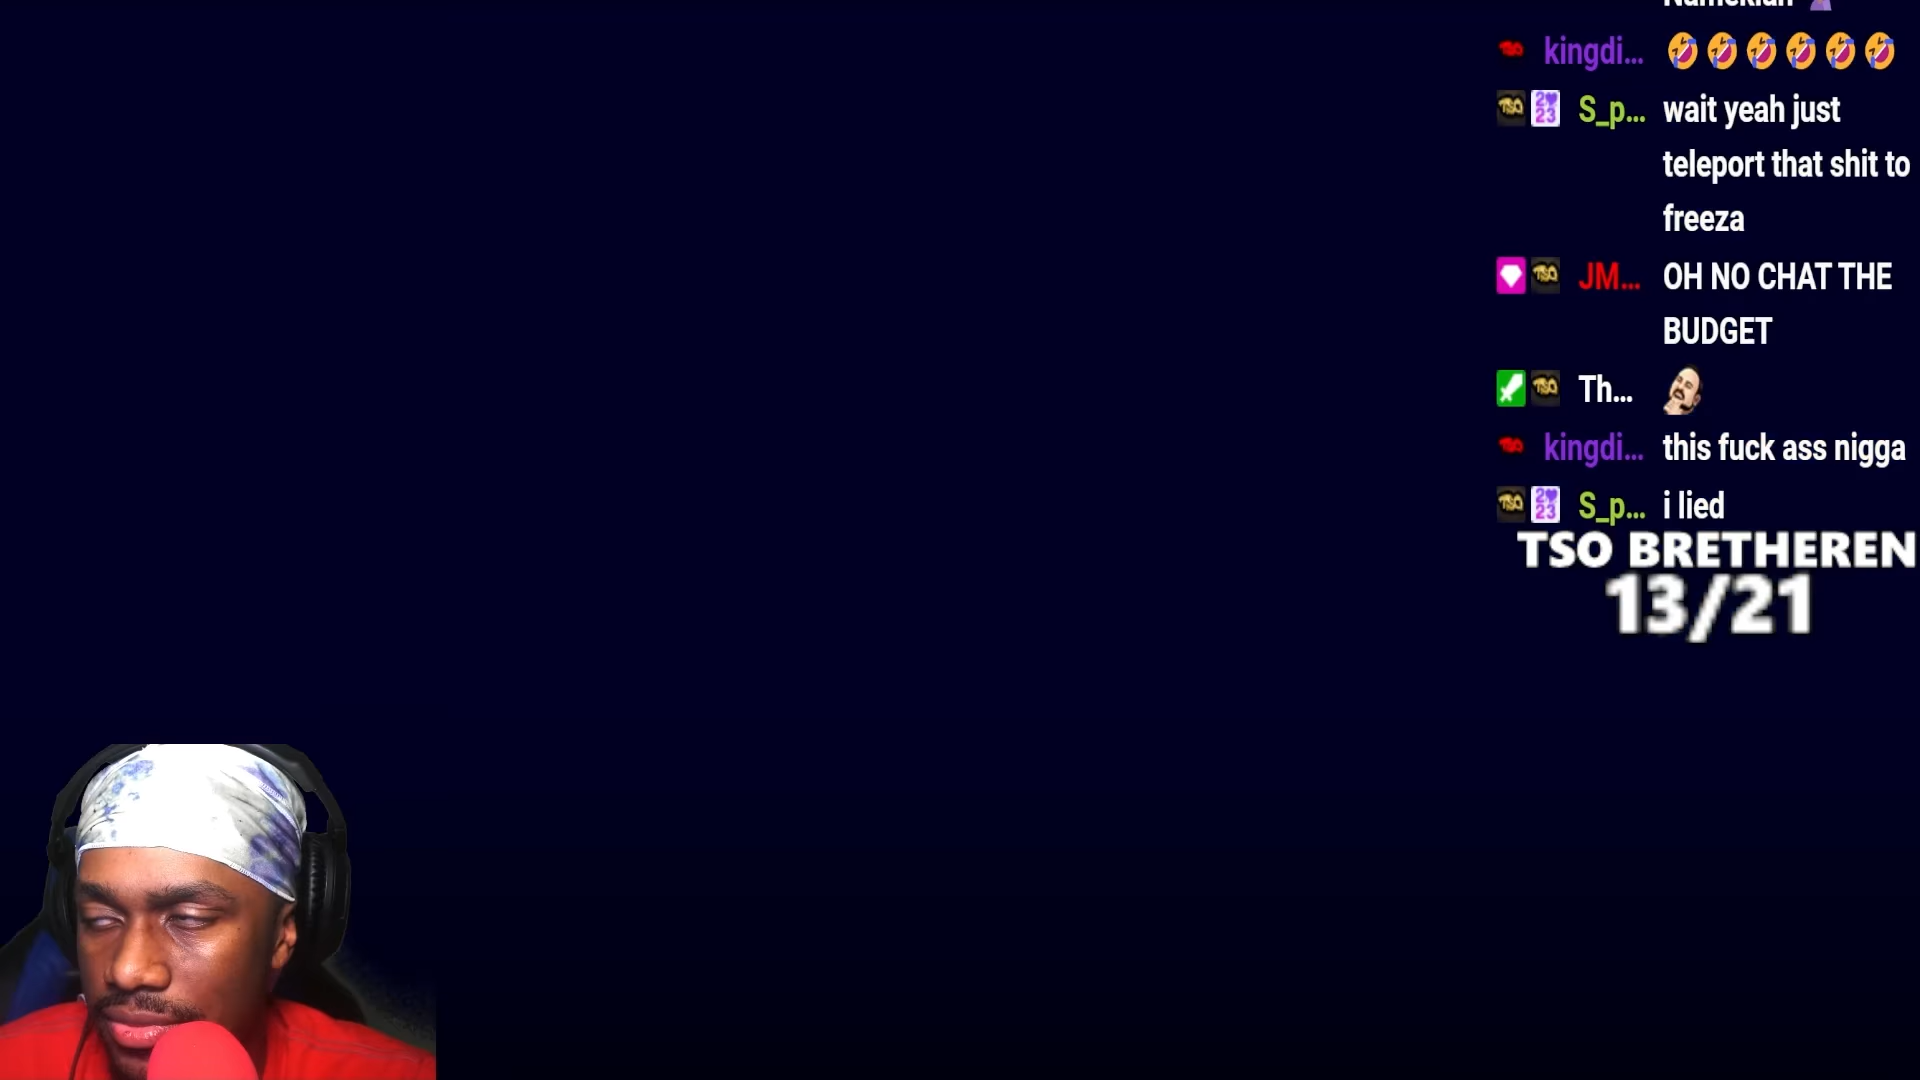 Namekian
kingdi...
S_p... wait yeah just
teleport that shit to
freeza
JM... OH NO CHAT THE
BUDGET
Th...
kingdi... this fuck ass nigga
S_p... i lied
TSO BRETHEREN
13/21